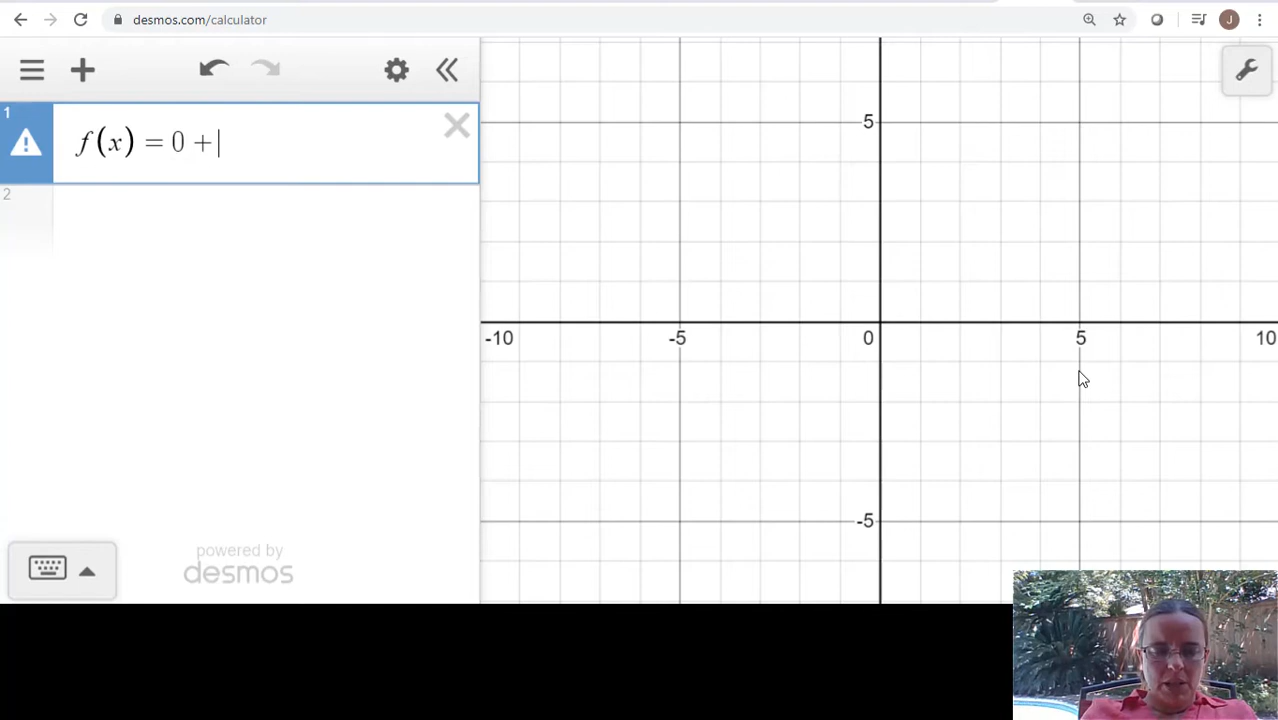 desmos.com/calculator
J
1
f(x) = 0 +
2
5
-10 -5 0 5 10
-5
powered by
desmos